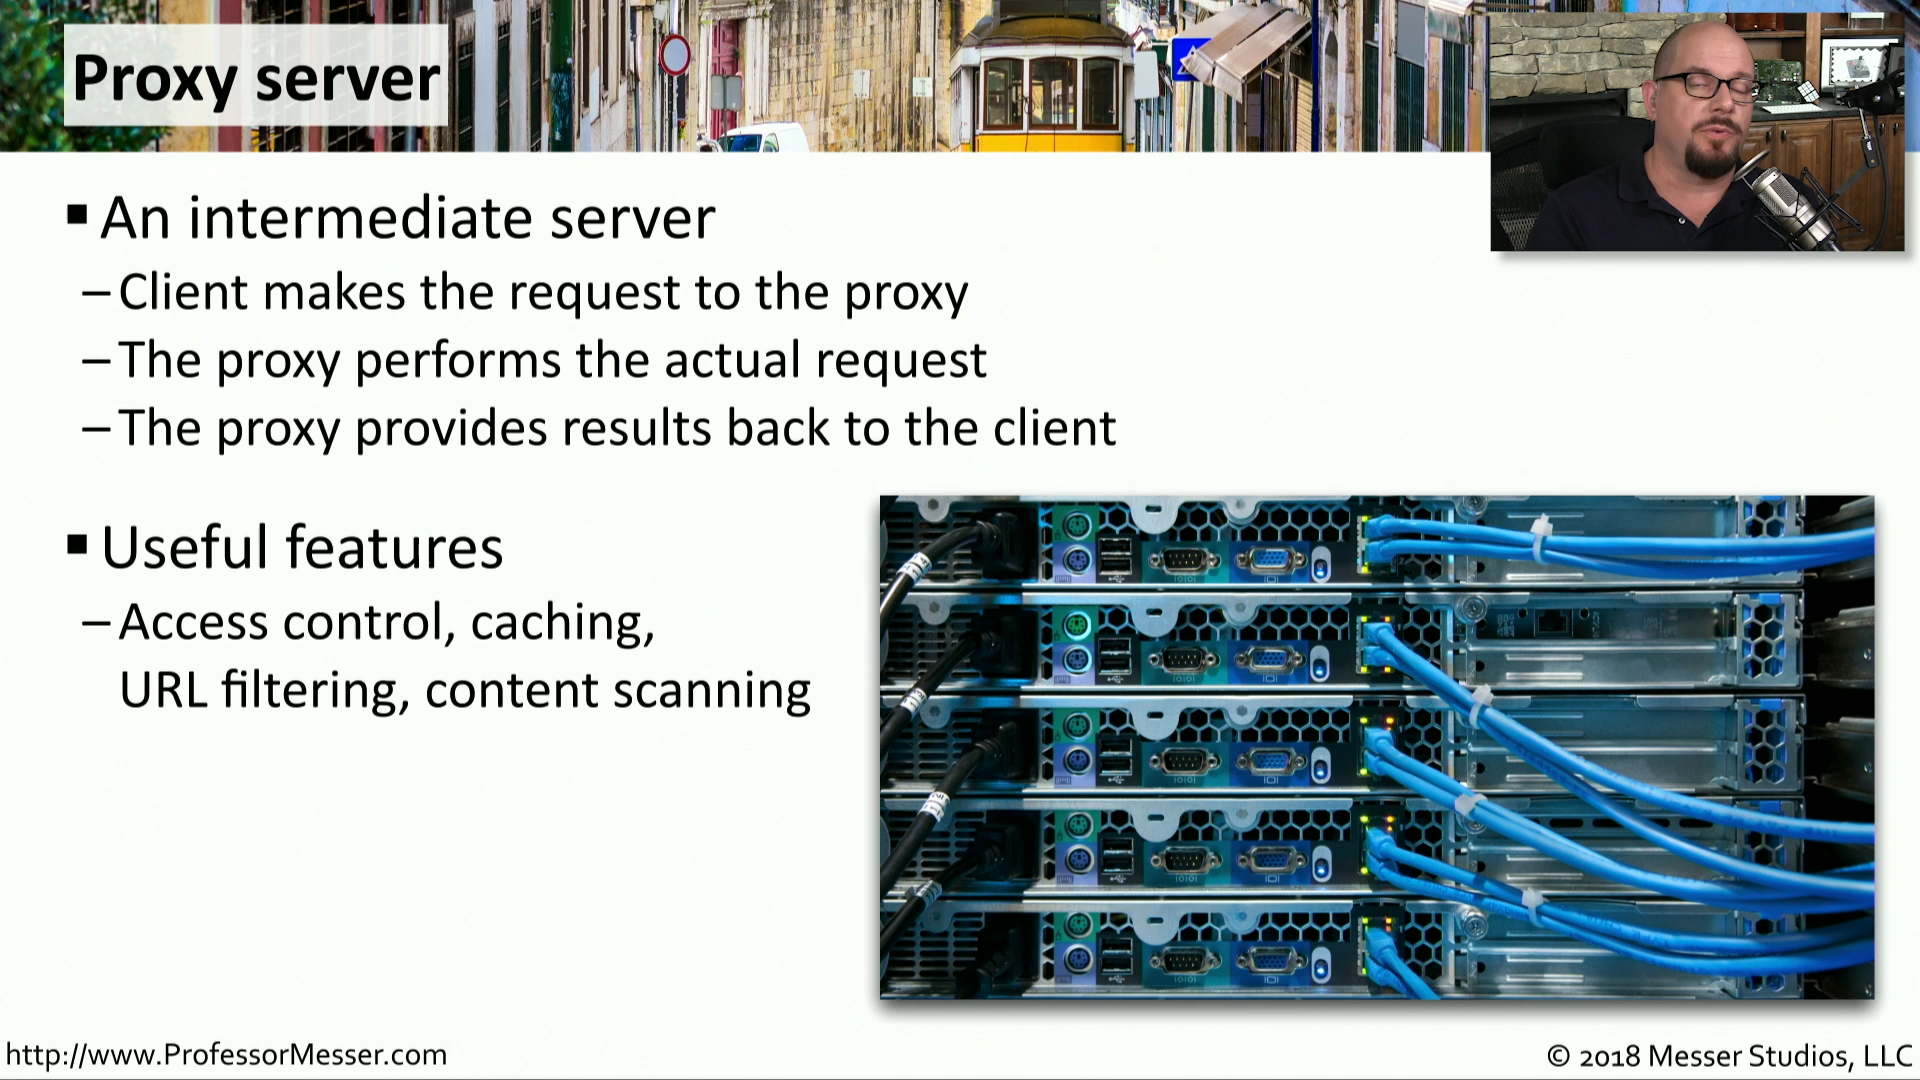 Proxy server
▪ An intermediate server
– Client makes the request to the proxy
– The proxy performs the actual request
– The proxy provides results back to the client
▪ Useful features
– Access control, caching,
URL filtering, content scanning
http://www.ProfessorMesser.com
© 2018 Messer Studios, LLC